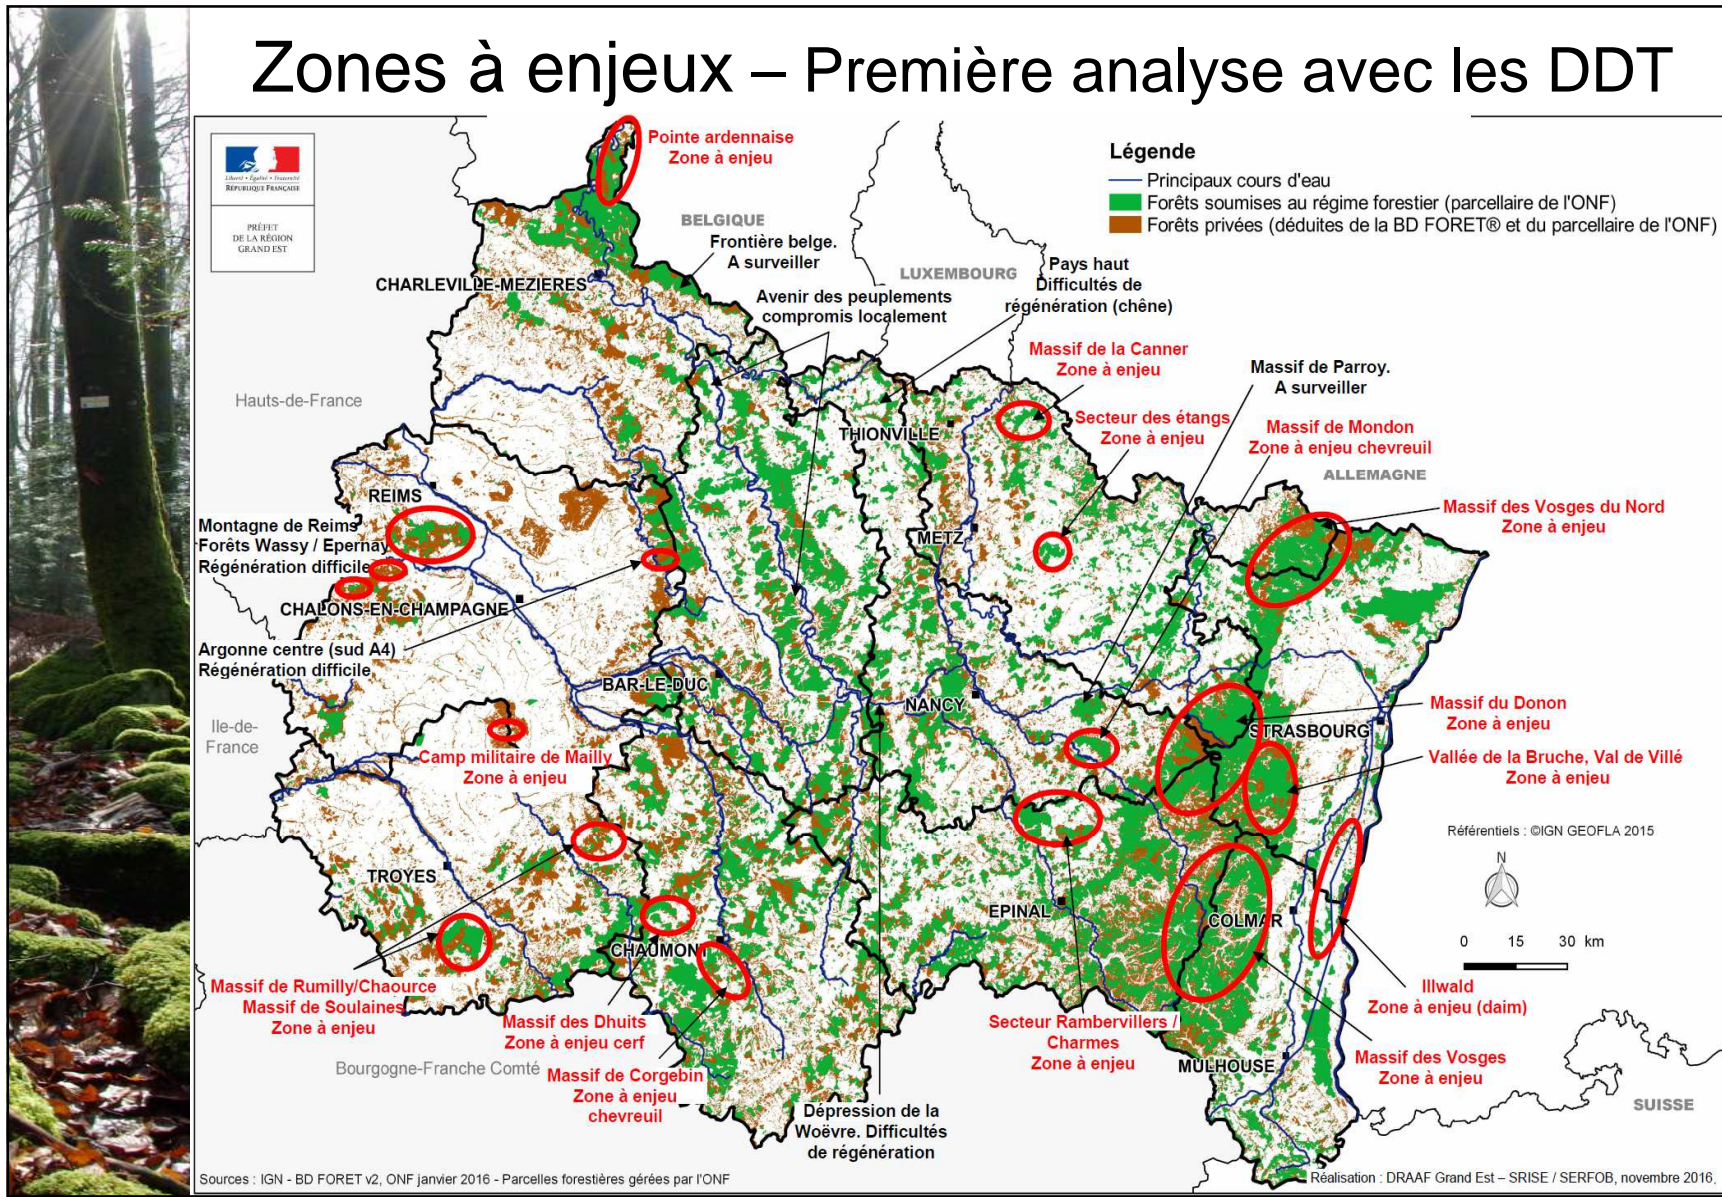 Zones à enjeux – Première analyse avec les DDT
Liberté • Égalité • Fraternité
RÉPUBLIQUE FRANÇAISE
PRÉFET
DE LA RÉGION
GRAND EST
Pointe ardennaise
Zone à enjeu
Légende
Principaux cours d'eau
Forêts soumises au régime forestier (parcellaire de l'ONF)
Forêts privées (déduites de la BD FORET® et du parcellaire de l'ONF)
BELGIQUE
Frontière belge.
A surveiller
LUXEMBOURG
Pays haut
Difficultés de
régénération (chêne)
CHARLEVILLE-MEZIERES
Avenir des peuplements
compromis localement
Massif de la Canner
Zone à enjeu
Massif de Parroy.
A surveiller
Hauts-de-France
Secteur des étangs
Zone à enjeu
Massif de Mondon
Zone à enjeu chevreuil
THIONVILLE
ALLEMAGNE
REIMS
Massif des Vosges du Nord
Zone à enjeu
Montagne de Reims
Forêts Wassy / Epernay
Régénération difficile
METZ
CHALONS-EN-CHAMPAGNE
Argonne centre (sud A4)
Régénération difficile
BAR-LE-DUC
NANCY
Massif du Donon
Zone à enjeu
STRASBOURG
Ile-de-
France
Camp militaire de Mailly
Zone à enjeu
Vallée de la Bruche, Val de Villé
Zone à enjeu
Référentiels : ©IGN GEOFLA 2015
N
TROYES
EPINAL
COLMAR
0 15 30 km
CHAUMONT
Massif de Rumilly/Chaource
Massif de Soulaines
Zone à enjeu
Massif des Dhuits
Zone à enjeu cerf
Secteur Rambervillers /
Charmes
Zone à enjeu
Illwald
Zone à enjeu (daim)
Bourgogne-Franche Comté
Massif de Corgebin
Zone à enjeu
chevreuil
MULHOUSE
Massif des Vosges
Zone à enjeu
Dépression de la
Woëvre. Difficultés
de régénération
SUISSE
Sources : IGN - BD FORET v2, ONF janvier 2016 - Parcelles forestières gérées par l'ONF
Réalisation : DRAAF Grand Est – SRISE / SERFOB, novembre 2016,